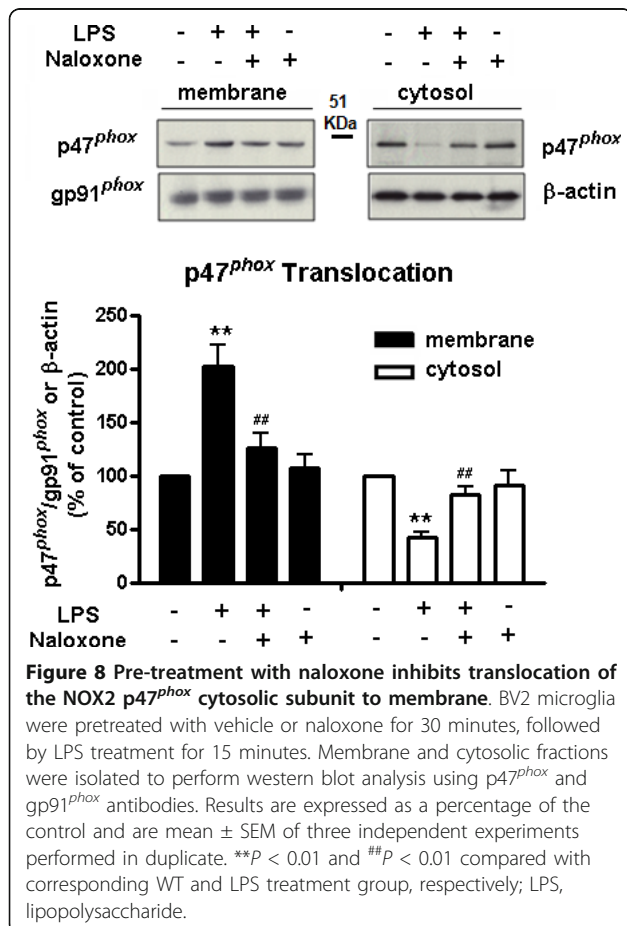 LPS - + + - - + + -
Naloxone - - + + - - + +
membrane 51 cytosol
KDa
p47phox p47phox
gp91phox β-actin
p47phox Translocation
250
200
150
100
50
0
p47phox/gp91phox or β-actin
(% of control)
** ## ** ##
membrane
cytosol
LPS - + + - - + + -
Naloxone - - + + - - + +
Figure 8 Pre-treatment with naloxone inhibits translocation of
the NOX2 p47phox cytosolic subunit to membrane. BV2 microglia
were pretreated with vehicle or naloxone for 30 minutes, followed
by LPS treatment for 15 minutes. Membrane and cytosolic fractions
were isolated to perform western blot analysis using p47phox and
gp91phox antibodies. Results are expressed as a percentage of the
control and are mean ± SEM of three independent experiments
performed in duplicate. **P < 0.01 and ##P < 0.01 compared with
corresponding WT and LPS treatment group, respectively; LPS,
lipopolysaccharide.